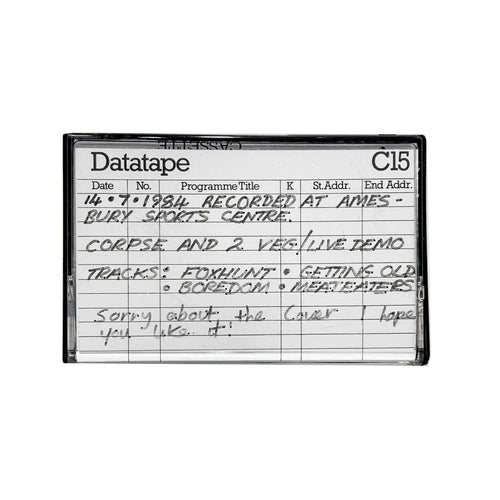 CASSETTE
Datatape C15
Date No. Programme Title K St.Addr. End Addr.
14.7.1984 RECORDED AT AMES-
BURY SPORTS CENTRE.
CORPSE AND 2 VEG/LIVE DEMO
TRACKS: FOXHUNT • GETTING OLD
• BOREDOM • MEATEATERS
Sorry about the Cover I hope
you like it!